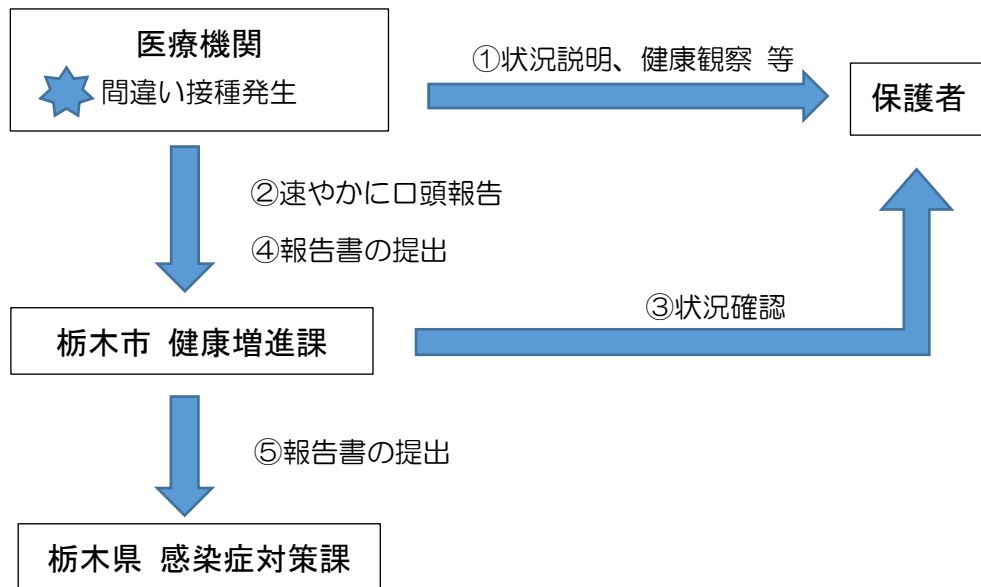 医療機関
間違い接種発生
①状況説明、健康観察 等
保護者
②速やかに口頭報告
④報告書の提出
③状況確認
栃木市 健康増進課
⑤報告書の提出
栃木県 感染症対策課